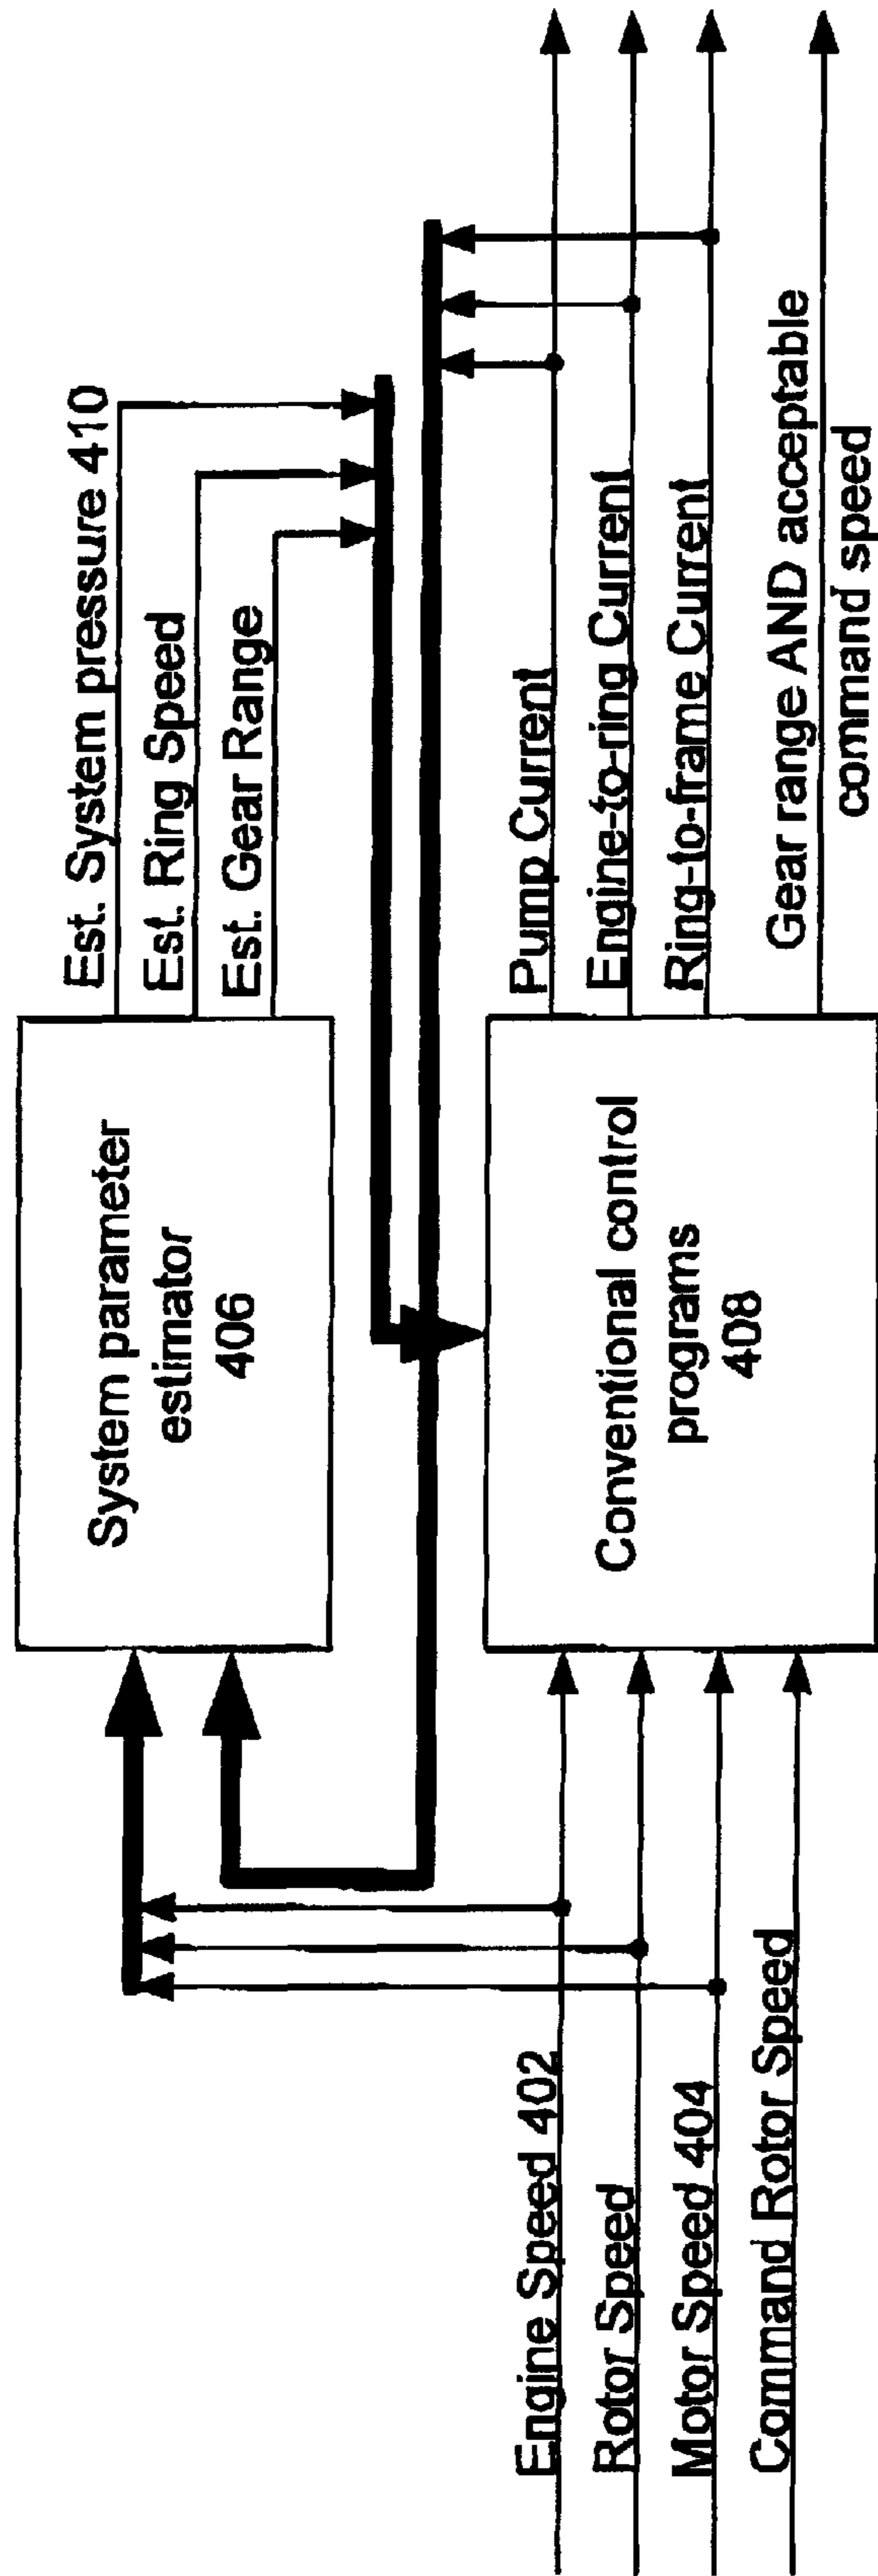 Est. System pressure 410
Est. Ring Speed
Est. Gear Range
System parameter
estimator
406
Engine Speed 402
Rotor Speed
Motor Speed 404
Command Rotor Speed
Conventional control
programs
408
Pump Current
Engine-to-ring Current
Ring-to-frame Current
Gear range AND acceptable
command speed